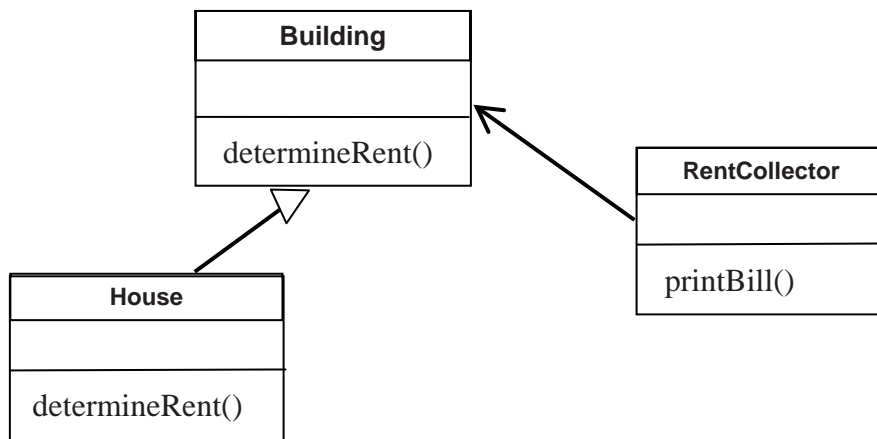 Building
determineRent()
RentCollector
printBill()
House
determineRent()